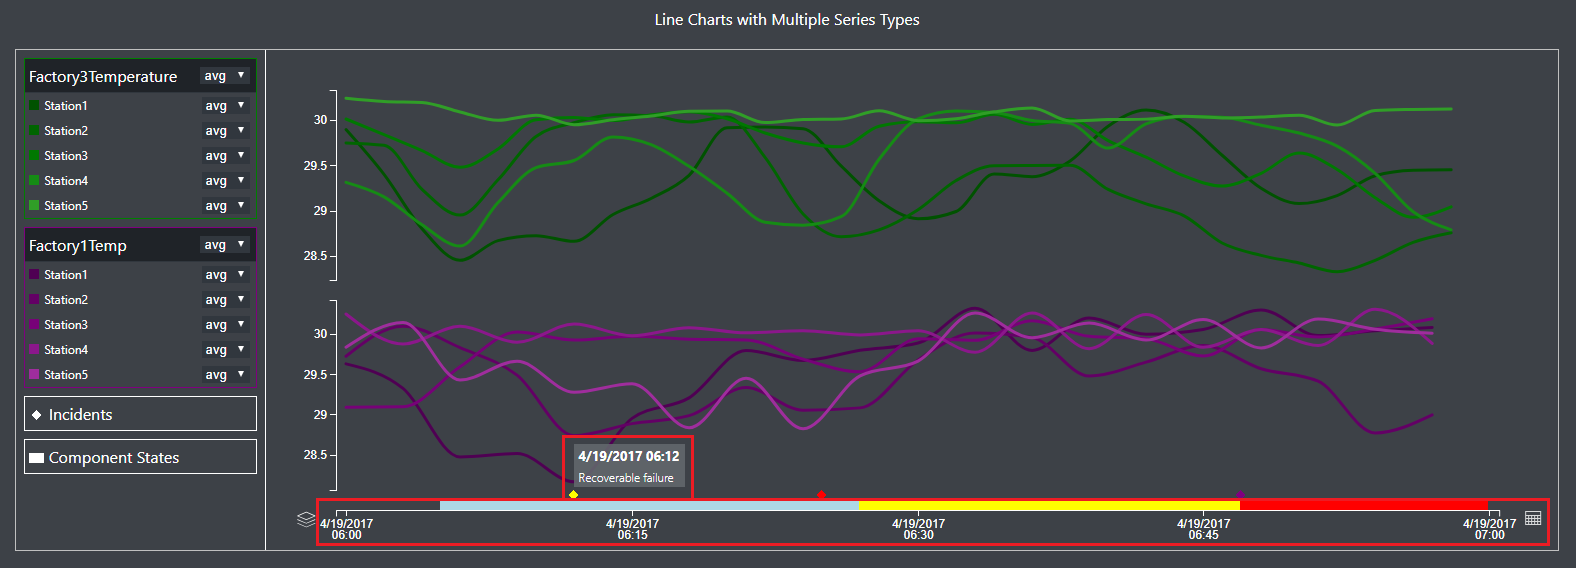 Line Charts with Multiple Series Types
Factory3Temperature avg
Station1 avg
Station2 avg
Station3 avg
Station4 avg
Station5 avg
Factory1Temp avg
Station1 avg
Station2 avg
Station3 avg
Station4 avg
Station5 avg
Incidents
Component States
30
29.5
29
28.5
30
29.5
29
28.5
4/19/2017 06:12
Recoverable failure
4/19/2017
06:00
4/19/2017
06:15
4/19/2017
06:30
4/19/2017
06:45
4/19/2017
07:00